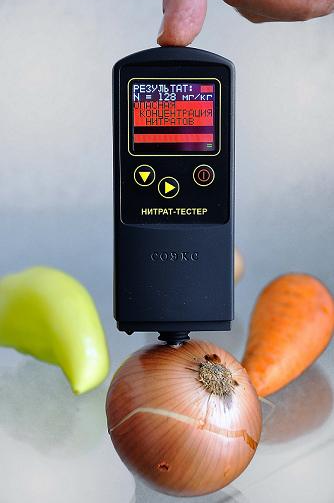 РЕЗУЛЬТАТ:
N = 128 мг/кг
ОПАСНАЯ
КОНЦЕНТРАЦИЯ
НИТРАТОВ
НИТРАТ-ТЕСТЕР
СОЭКС